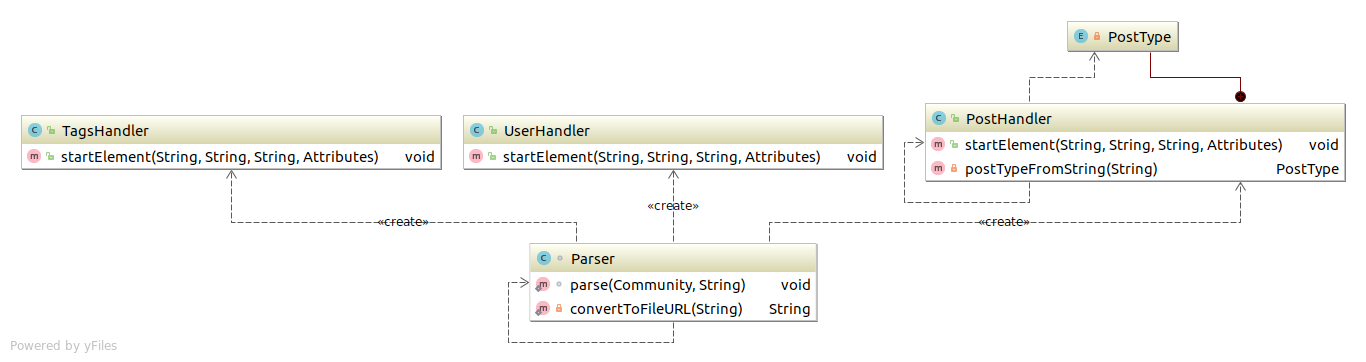 E PostType
C TagsHandler
m startElement(String, String, String, Attributes) void
C UserHandler
m startElement(String, String, String, Attributes) void
C PostHandler
m startElement(String, String, String, Attributes) void
m postTypeFromString(String) PostType
«create»
«create»
«create»
C Parser
m parse(Community, String) void
m convertToFileURL(String) String
Powered by yFiles